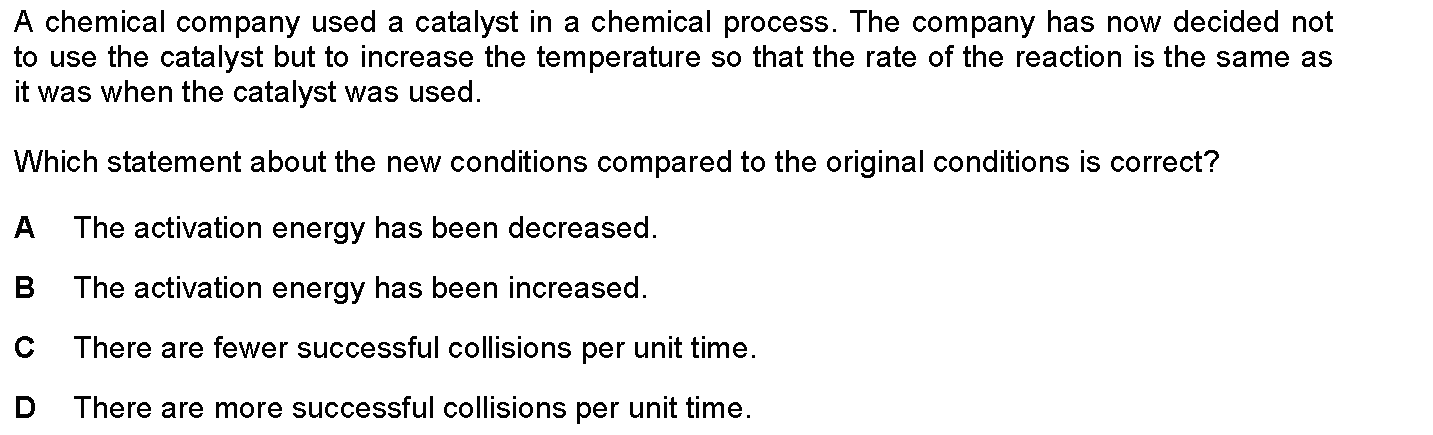 A chemical company used a catalyst in a chemical process. The company has now decided not
to use the catalyst but to increase the temperature so that the rate of the reaction is the same as
it was when the catalyst was used.
Which statement about the new conditions compared to the original conditions is correct?
A The activation energy has been decreased.
B The activation energy has been increased.
C There are fewer successful collisions per unit time.
D There are more successful collisions per unit time.